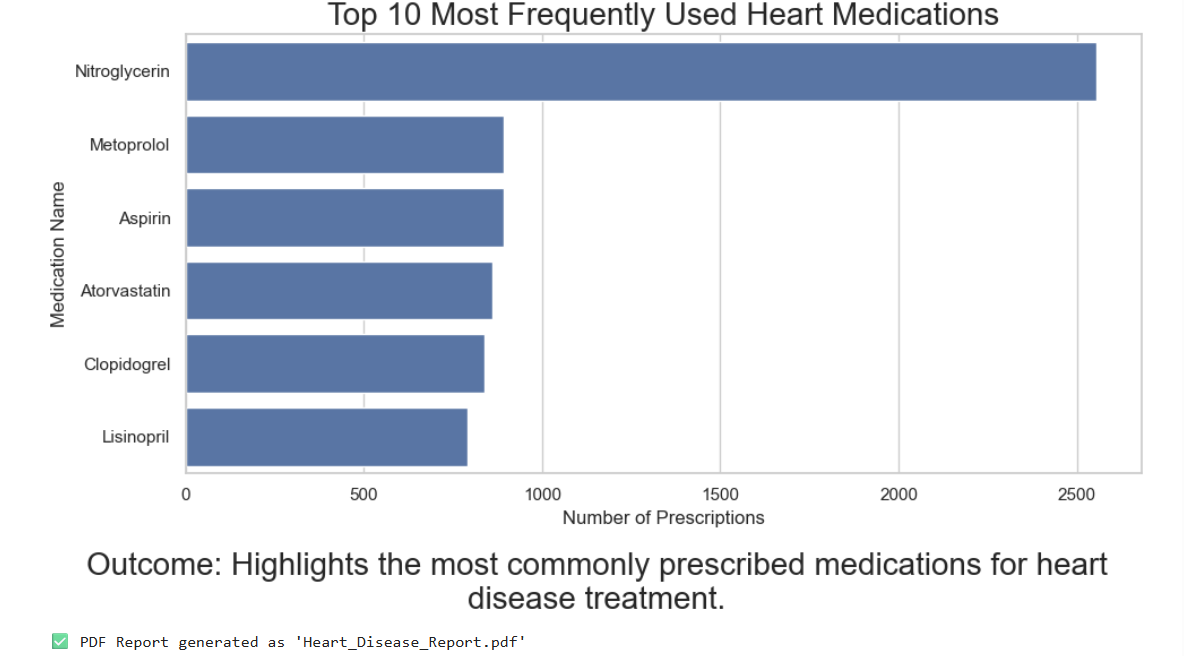 Top 10 Most Frequently Used Heart Medications
Nitroglycerin
Metoprolol
Aspirin
Atorvastatin
Clopidogrel
Lisinopril
Medication Name
0 500 1000 1500 2000 2500
Number of Prescriptions
Outcome: Highlights the most commonly prescribed medications for heart
disease treatment.
✅ PDF Report generated as 'Heart_Disease_Report.pdf'